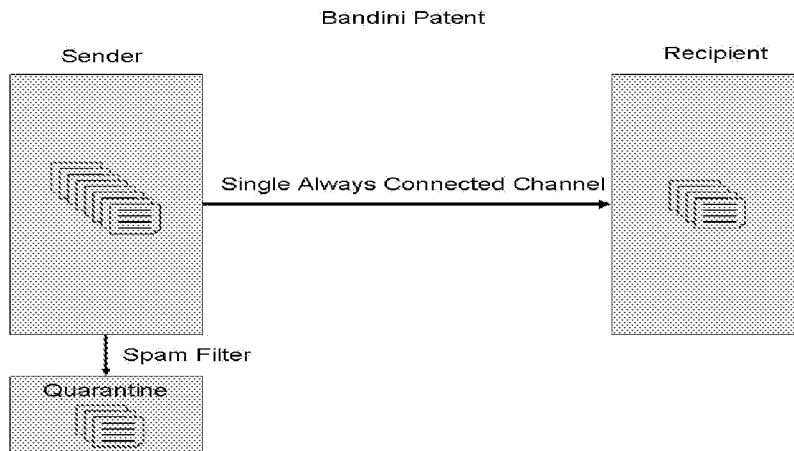 Bandini Patent
Sender
Recipient
Single Always Connected Channel
Spam Filter
Quarantine